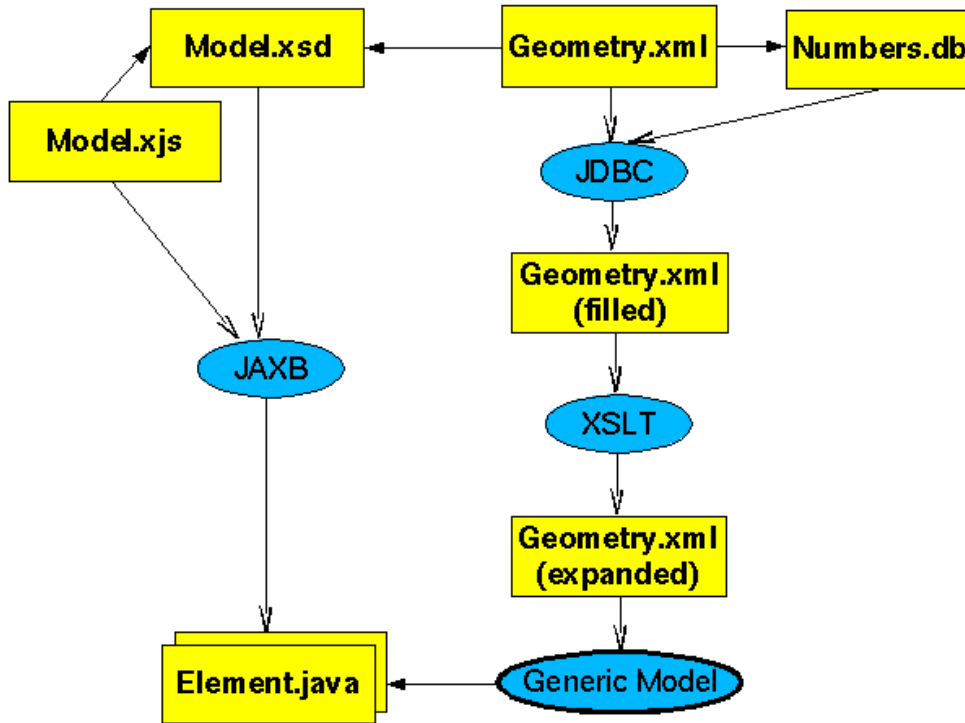 Model.xsd
Geometry.xml
Numbers.db
Model.xjs
JDBC
Geometry.xml
(filled)
JAXB
XSLT
Geometry.xml
(expanded)
Element.java
Generic Model